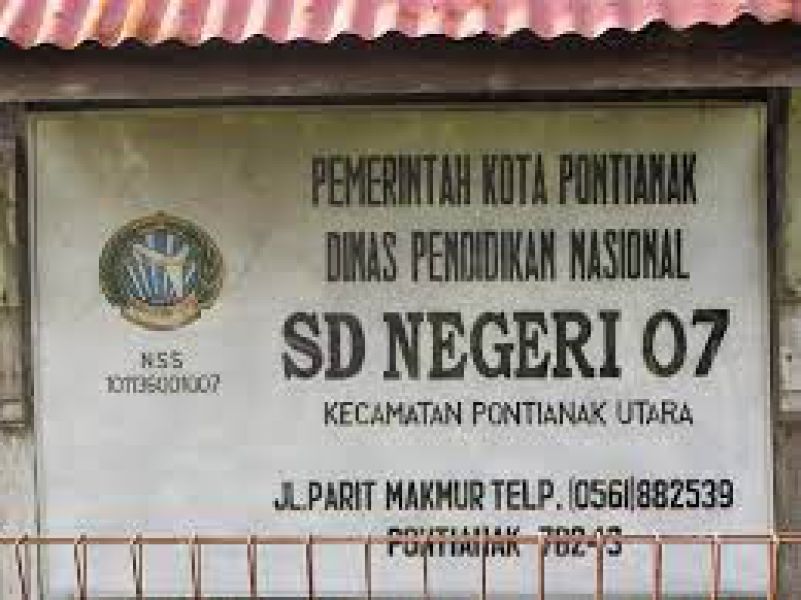 PEMERINTAH KOTA PONTIANAK
DINAS PENDIDIKAN NASIONAL
SD NEGERI 07
KECAMATAN PONTIANAK UTARA
JL.PARIT MAKMUR TELP. (0561)882539
PONTIANAK
NSS
101136001007